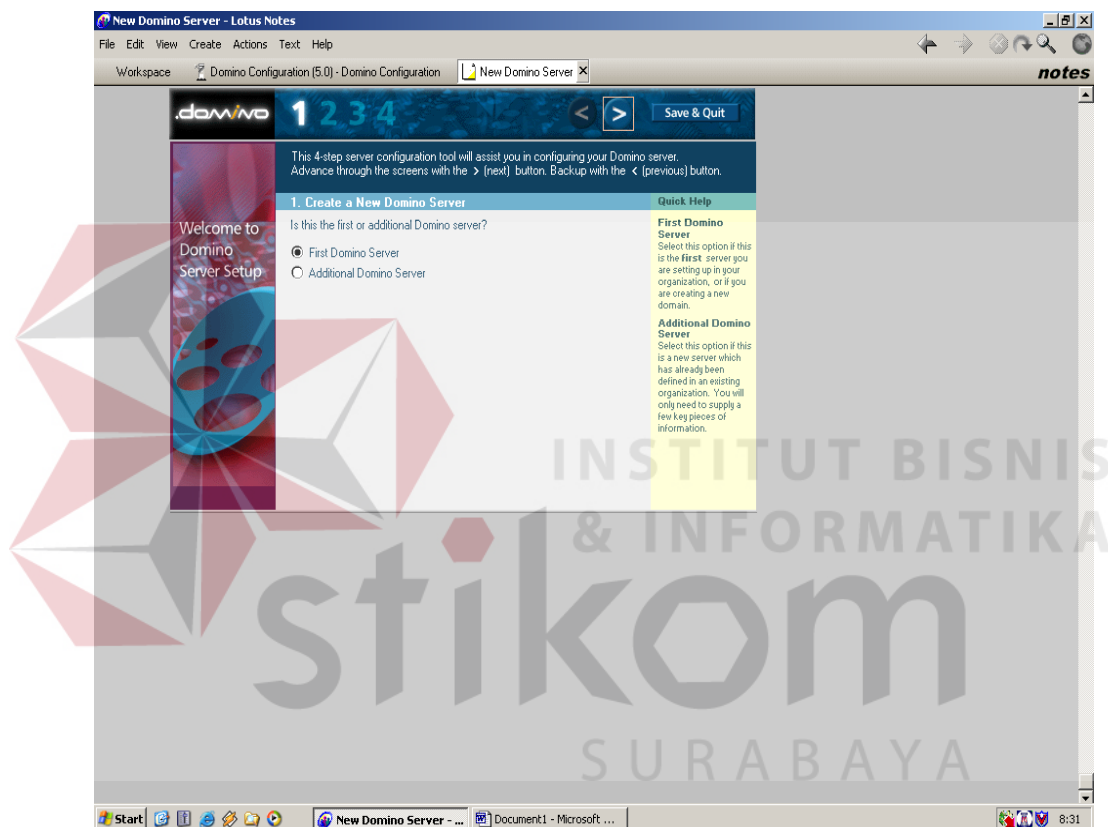 New Domino Server - Lotus Notes
File Edit View Create Actions Text Help
Workspace Domino Configuration (5.0) - Domino Configuration New Domino Server
notes
.domino 1 2 3 4 < > Save & Quit
This 4-step server configuration tool will assist you in configuring your Domino server.
Advance through the screens with the > (next) button. Backup with the < (previous) button.
1. Create a New Domino Server
Is this the first or additional Domino server?
First Domino Server
Additional Domino Server
Welcome to
Domino
Server Setup
Quick Help
First Domino
Server
Select this option if this
is the first server you
are setting up in your
organization, or if you
are creating a new
domain.
Additional Domino
Server
Select this option if this
is a new server which
has already been
defined in an existing
organization. You will
only need to supply a
few key pieces of
information.
INSTITUT BISNIS
& INFORMATIKA
stikom
SURABAYA
Start New Domino Server - ... Document1 - Microsoft ... 8:31